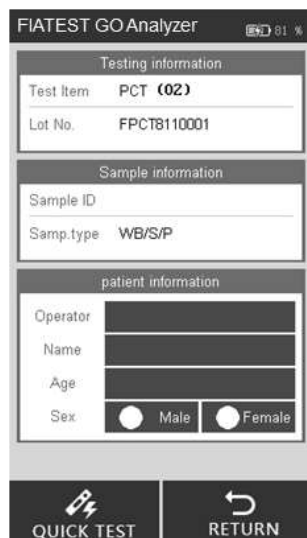 FIATEST GO Analyzer 81 %
Testing information
Test Item PCT (02)
Lot No. FPCT8110001
Sample information
Sample ID
Samp.type WB/S/P
patient information
Operator
Name
Age
Sex Male Female
QUICK TEST RETURN